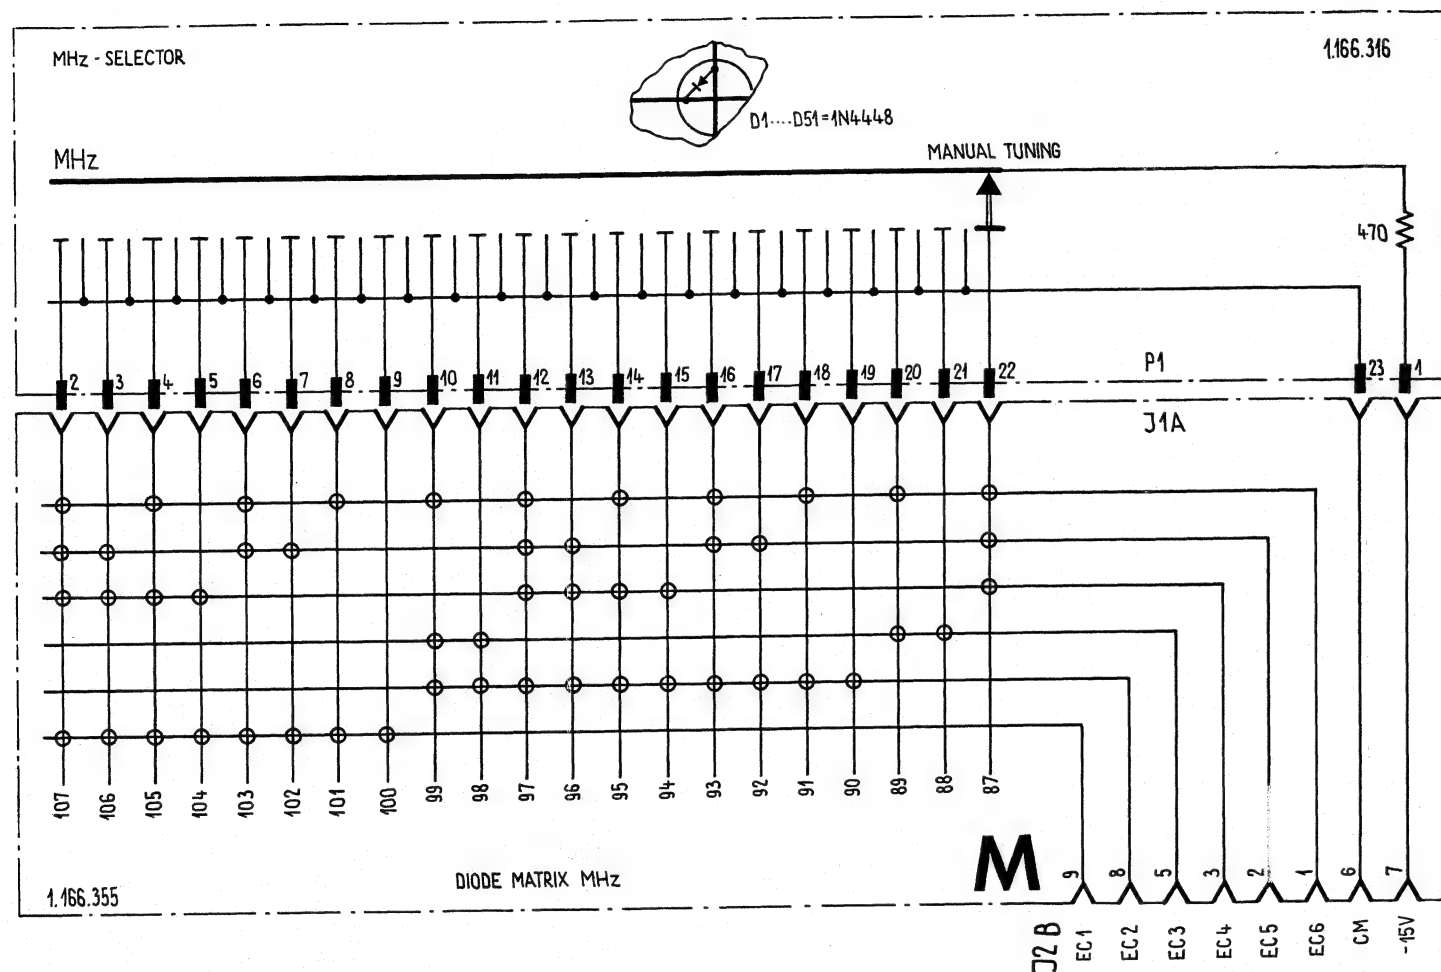 MHz - SELECTOR
1.166.316
D1....D51=1N4448
MHz
MANUAL TUNING
470
2 3 4 5 6 7 8 9 10 11 12 13 14 15 16 17 18 19 20 21 22 P1 23 1
J1A
107 106 105 104 103 102 101 100 99 98 97 96 95 94 93 92 91 90 89 88 87
M
DIODE MATRIX MHz
1.166.355
9 8 5 3 2 1 6 7
J2B EC1 EC2 EC3 EC4 EC5 EC6 CM -15V